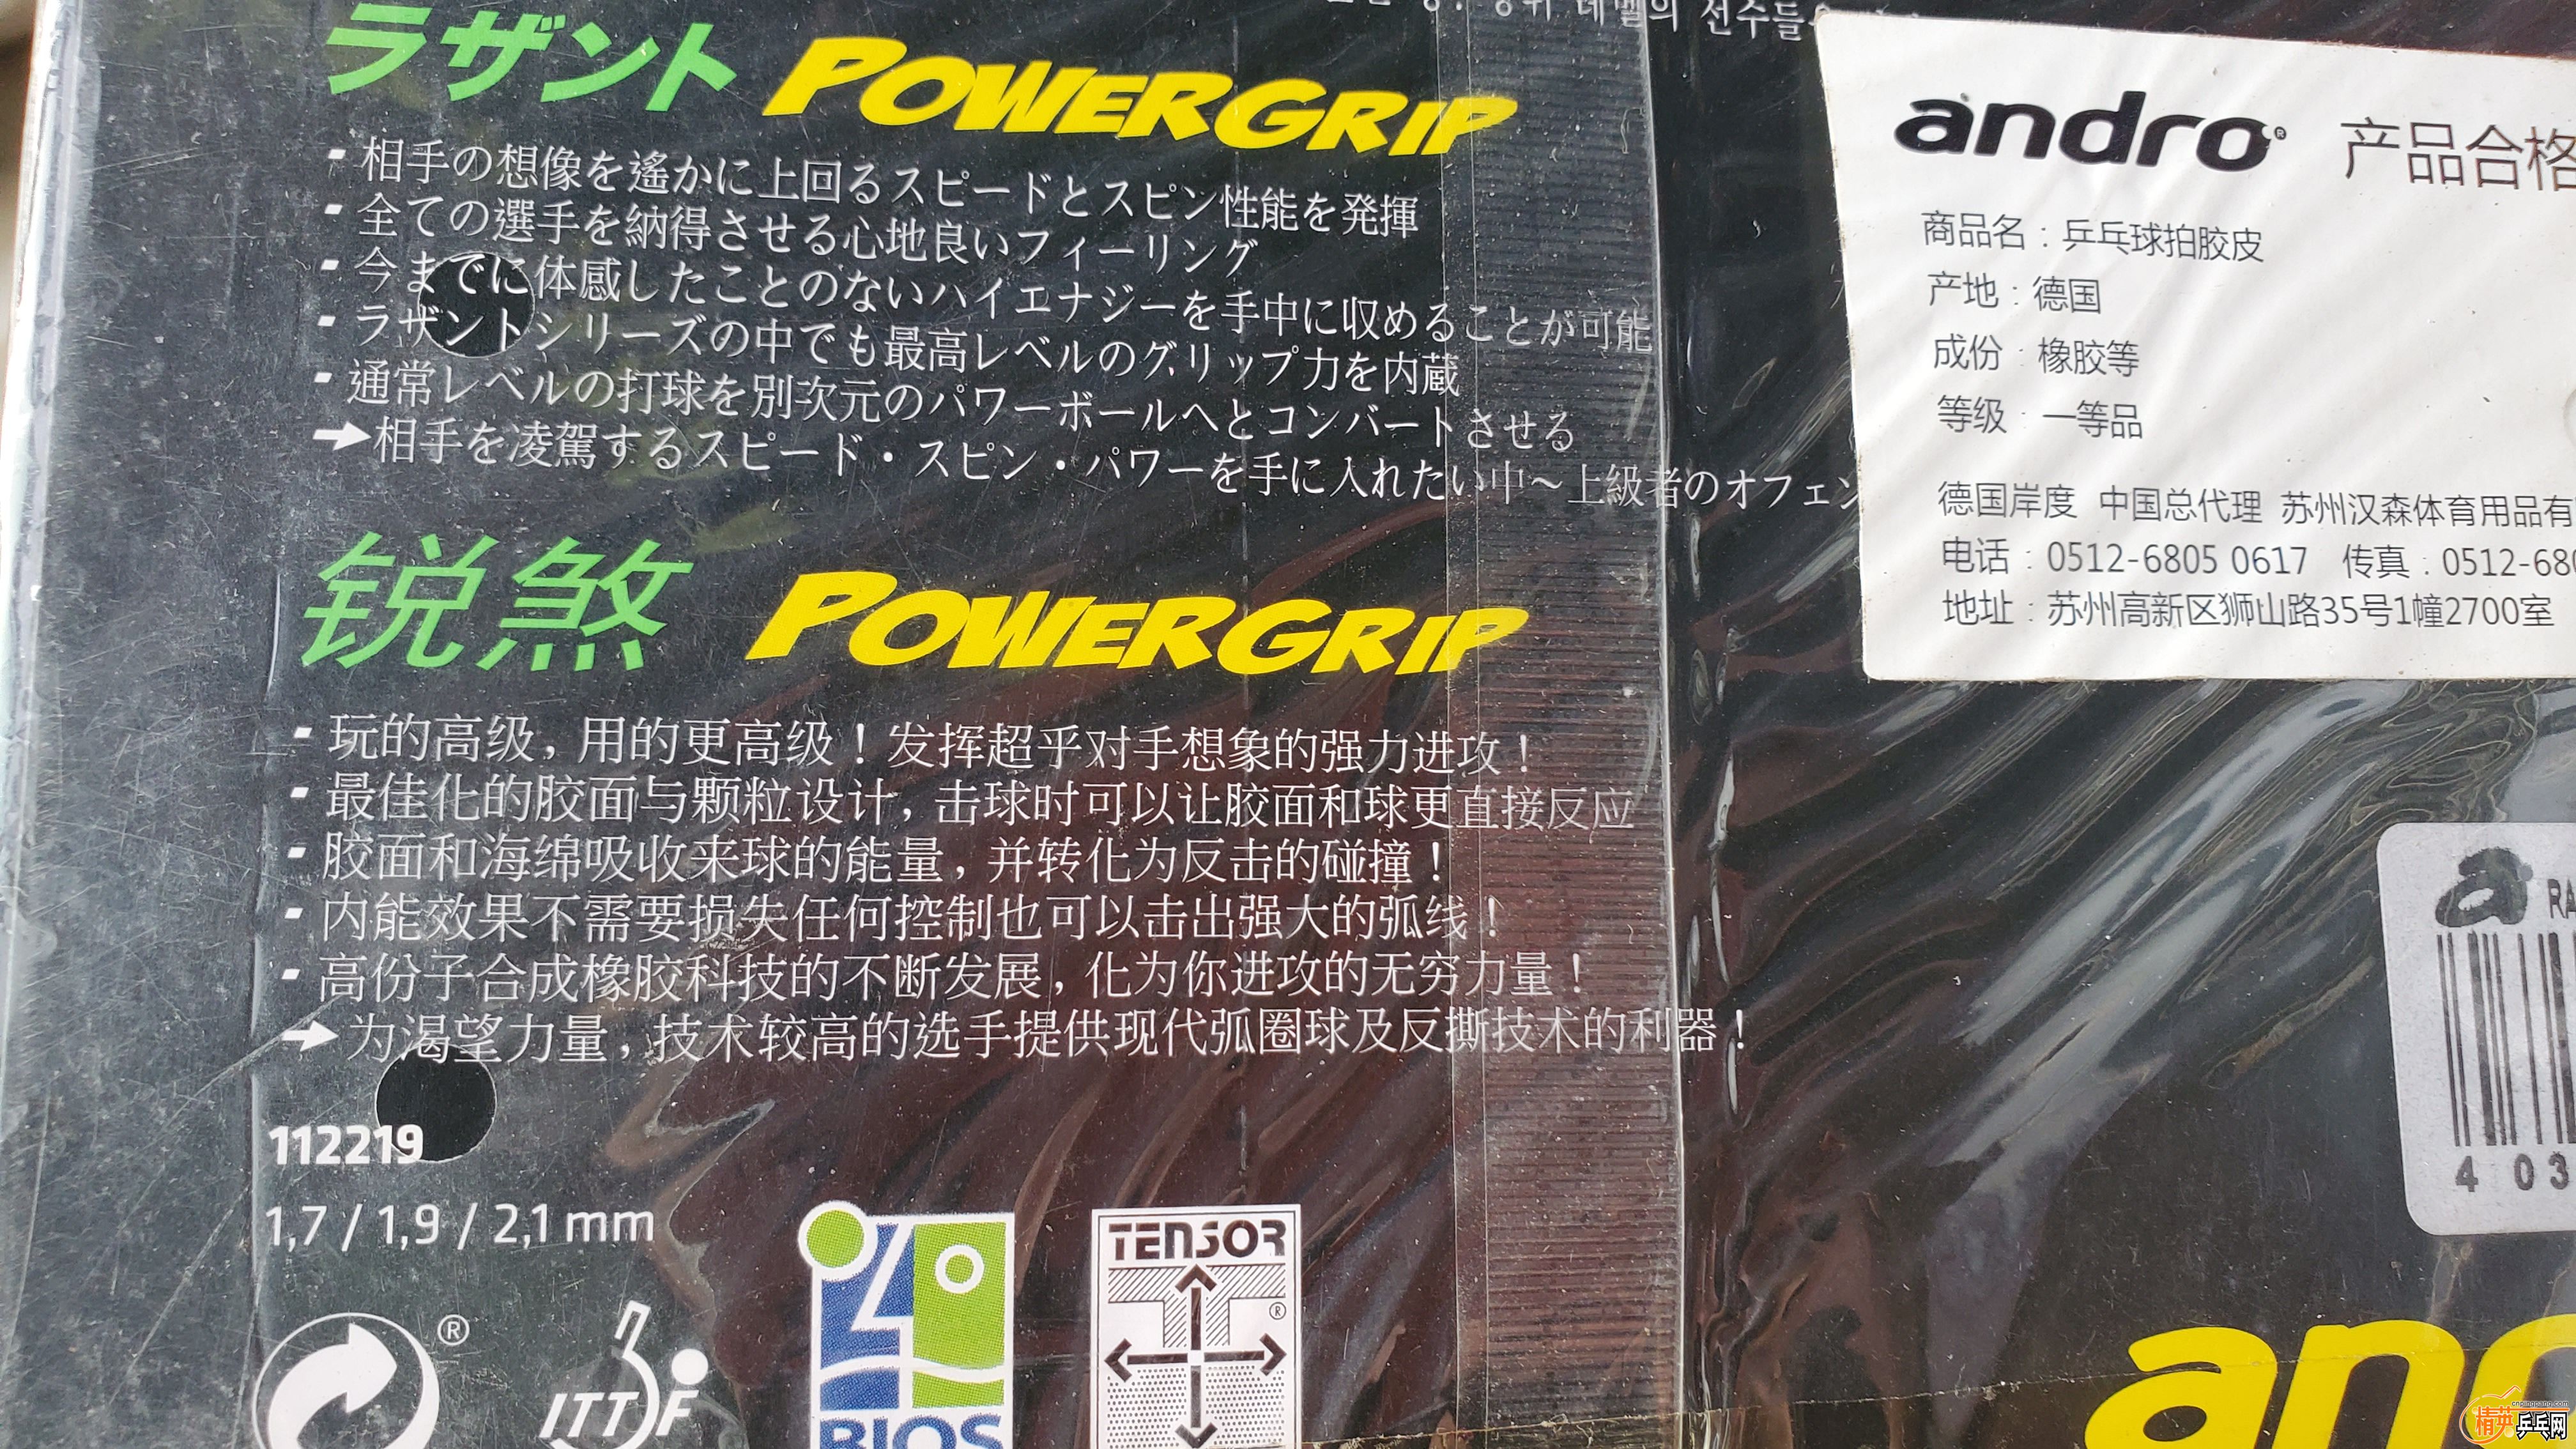 레벨의 선수들
ラザント POWERGRIP
- 相手の想像を遙かに上回るスピードとスピン性能を発揮
- 全ての選手を納得させる心地良いフィーリング
- 今までに体感したことのないハイエナジーを手中に収めることが可能
- ラザントシリーズの中でも最高レベルのグリップ力を内蔵
- 通常レベルの打球を別次元のパワーボールへとコンバートさせる
➔相手を凌駕するスピード・スピン・パワーを手に入れたい中～上級者のオフェン
锐煞 POWERGRIP
- 玩的高级，用的更高级！发挥超乎对手想象的强力进攻！
- 最佳化的胶面与颗粒设计，击球时可以让胶面和球更直接反应
- 胶面和海绵吸收来球的能量，并转化为反击的碰撞！
- 内能效果不需要损失任何控制也可以击出强大的弧线！
- 高份子合成橡胶科技的不断发展，化为你进攻的无穷力量！
➔为渴望力量，技术较高的选手提供现代弧圈球及反撕技术的利器！
112219
1,7 / 1,9 / 2,1 mm
®
ITTF
BIOS
TENSOR
®
andro® 产品合格
商品名：乒乓球拍胶皮
产地：德国
成份：橡胶等
等级：一等品
德国岸度 中国总代理 苏州汉森体育用品有
电话：0512-6805 0617 传真：0512-680
地址：苏州高新区狮山路35号1幢2700室
a RA
4 03
and
cnpingpang.com
精英乒乓网